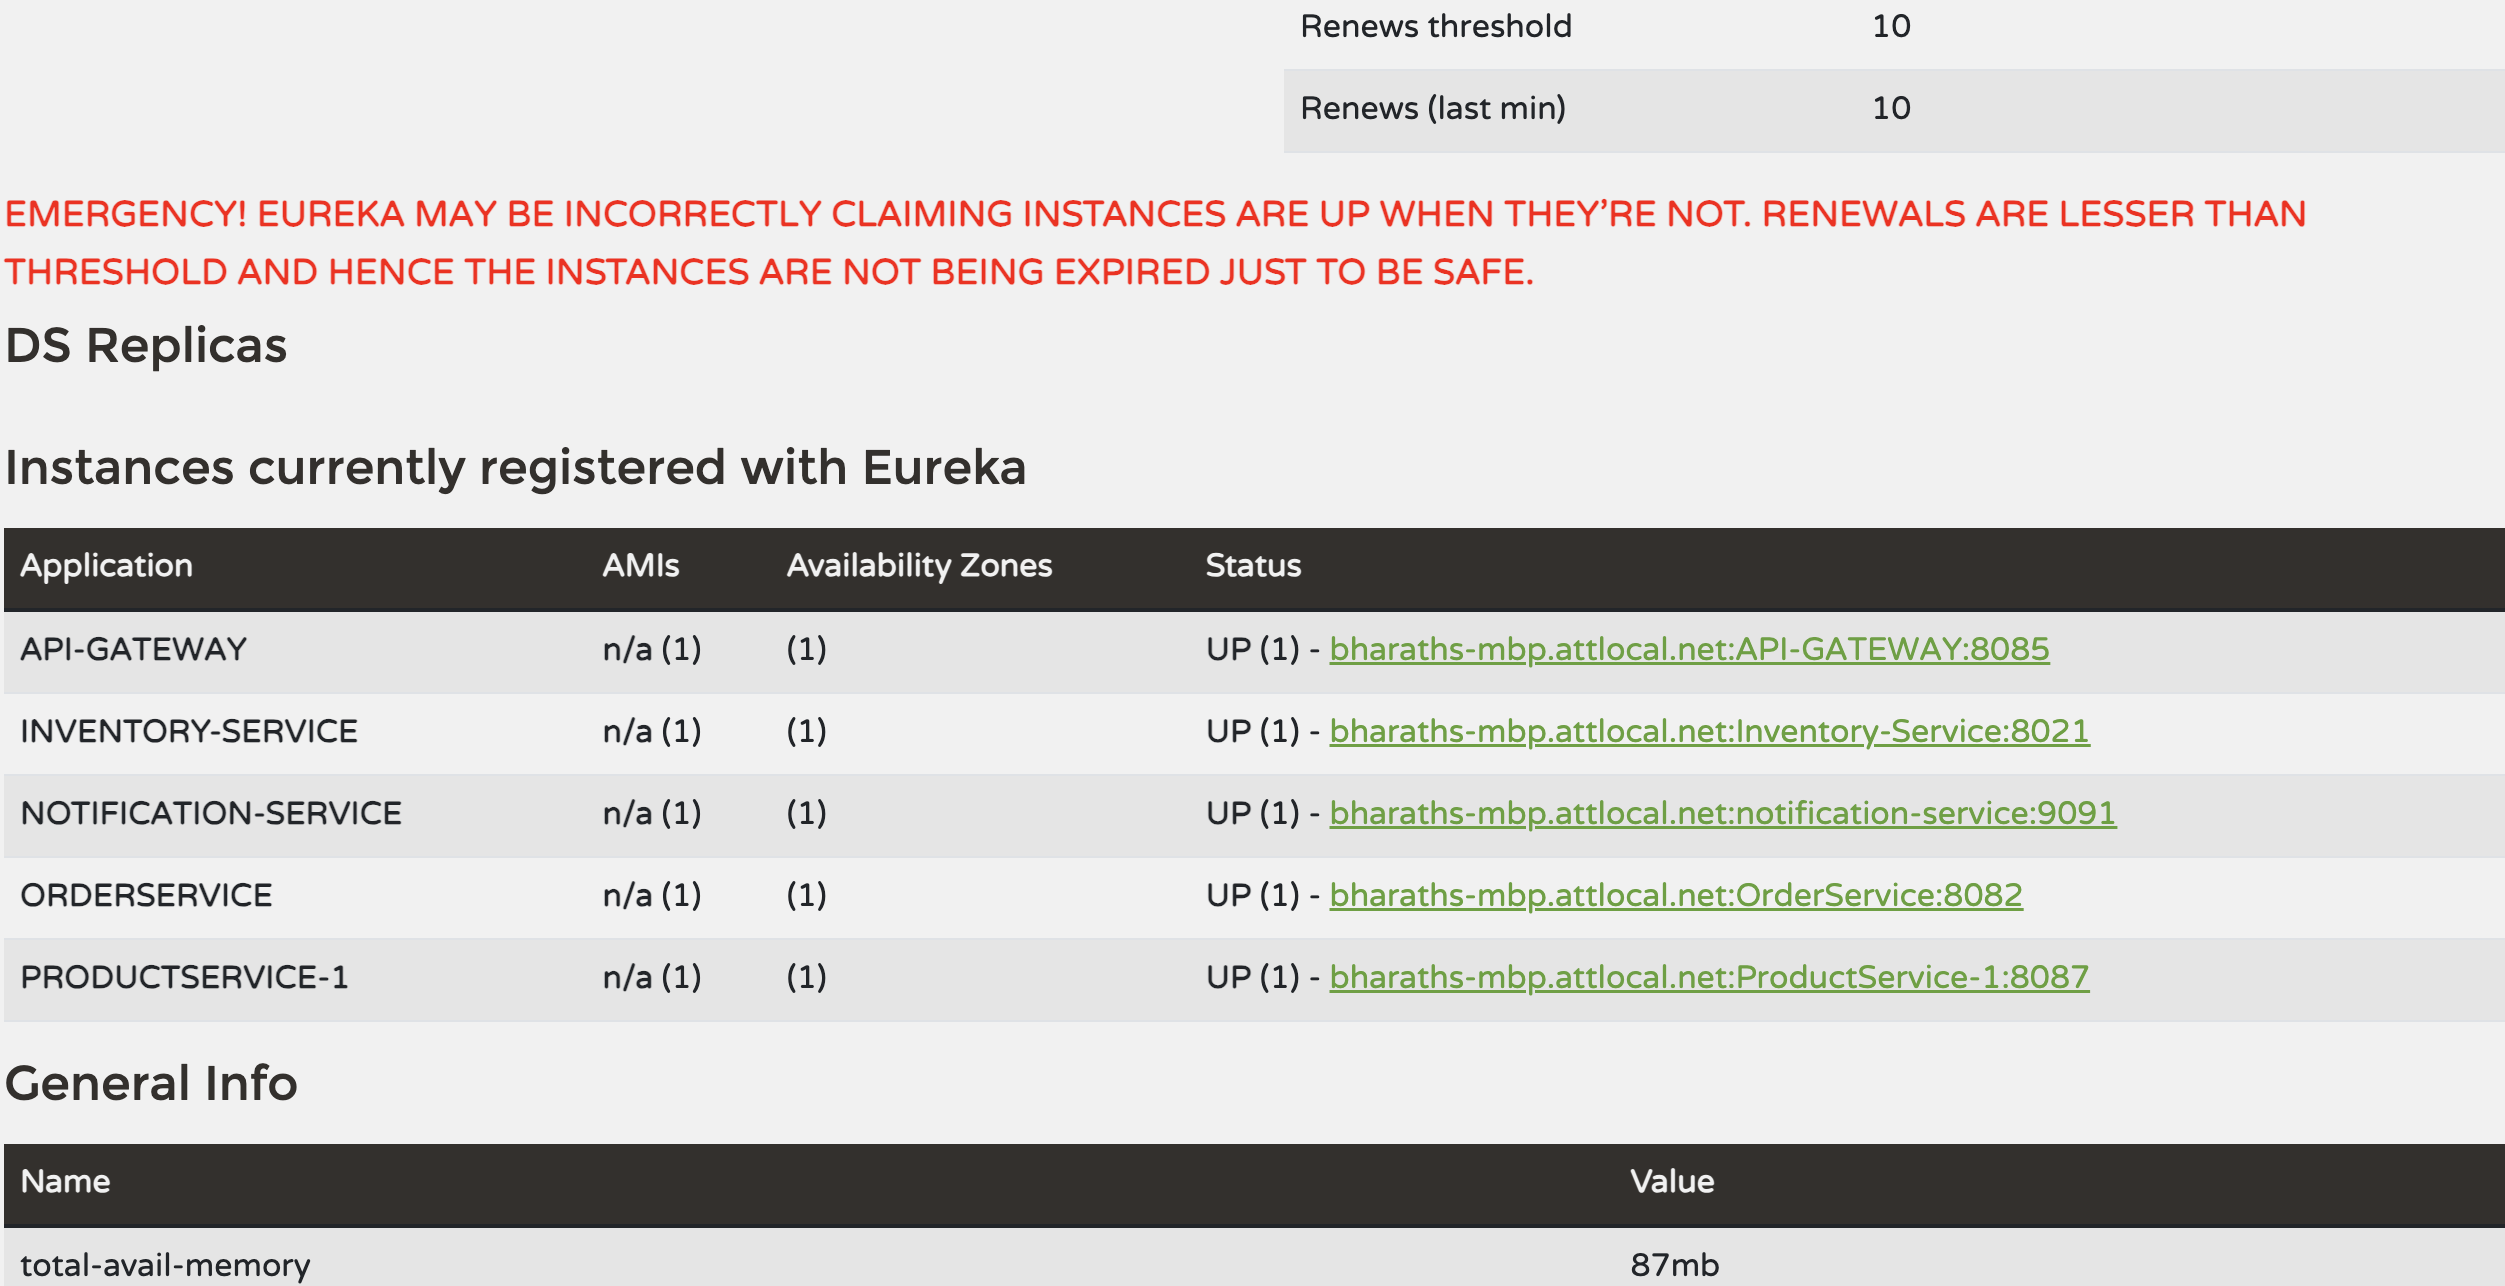 Renews threshold 10
Renews (last min) 10
EMERGENCY! EUREKA MAY BE INCORRECTLY CLAIMING INSTANCES ARE UP WHEN THEY’RE NOT. RENEWALS ARE LESSER THAN
THRESHOLD AND HENCE THE INSTANCES ARE NOT BEING EXPIRED JUST TO BE SAFE.
DS Replicas
Instances currently registered with Eureka
Application AMIs Availability Zones Status
API-GATEWAY n/a (1) (1) UP (1) - bharaths-mbp.attlocal.net:API-GATEWAY:8085
INVENTORY-SERVICE n/a (1) (1) UP (1) - bharaths-mbp.attlocal.net:Inventory-Service:8021
NOTIFICATION-SERVICE n/a (1) (1) UP (1) - bharaths-mbp.attlocal.net:notification-service:9091
ORDERSERVICE n/a (1) (1) UP (1) - bharaths-mbp.attlocal.net:OrderService:8082
PRODUCTSERVICE-1 n/a (1) (1) UP (1) - bharaths-mbp.attlocal.net:ProductService-1:8087
General Info
Name Value
total-avail-memory 87mb